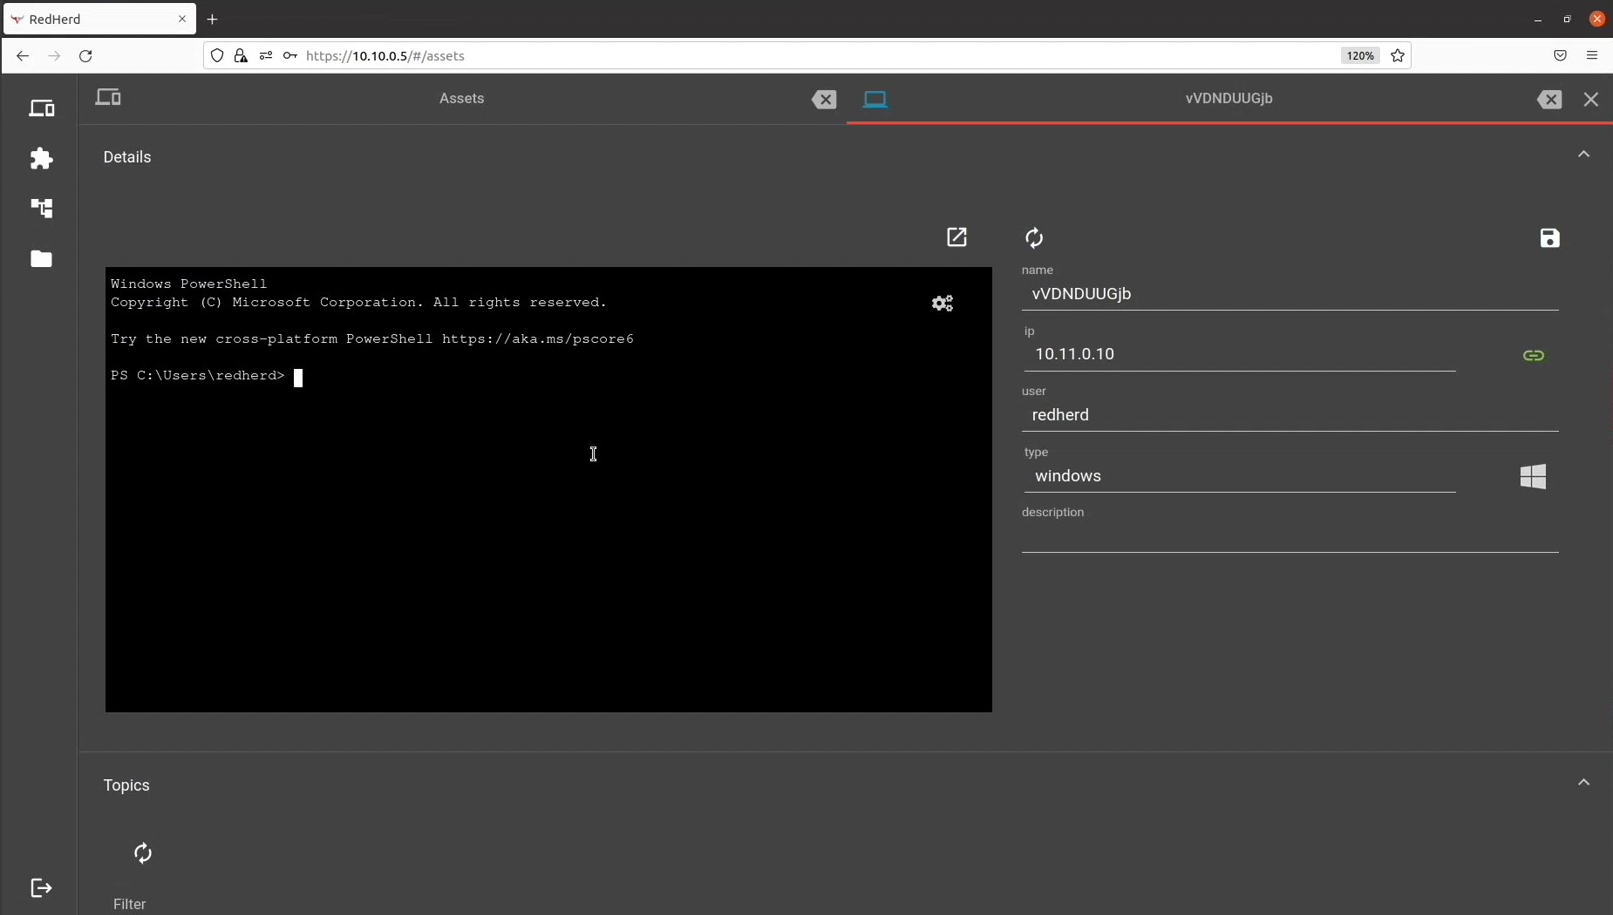 RedHerd
https://10.10.0.5/#/assets
120%
Assets
vVDNDUUGjb
Details
Windows PowerShell
Copyright (C) Microsoft Corporation. All rights reserved.
Try the new cross-platform PowerShell https://aka.ms/pscore6
PS C:\Users\redherd>
name
vVDNDUUGjb
ip
10.11.0.10
user
redherd
type
windows
description
Topics
Filter